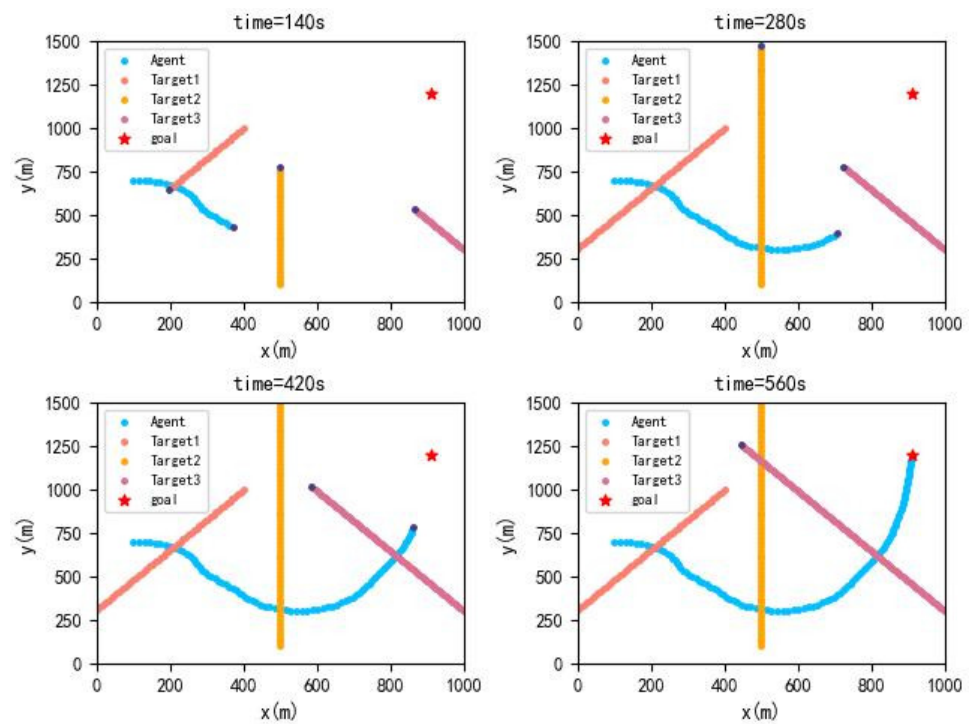 time=140s
1500
1250
1000
750
500
250
0
y(m)
Agent
Target1
Target2
Target3
goal
0 200 400 600 800 1000
x(m)
time=280s
1500
1250
1000
750
500
250
0
y(m)
Agent
Target1
Target2
Target3
goal
0 200 400 600 800 1000
x(m)
time=420s
1500
1250
1000
750
500
250
0
y(m)
Agent
Target1
Target2
Target3
goal
0 200 400 600 800 1000
x(m)
time=560s
1500
1250
1000
750
500
250
0
y(m)
Agent
Target1
Target2
Target3
goal
0 200 400 600 800 1000
x(m)